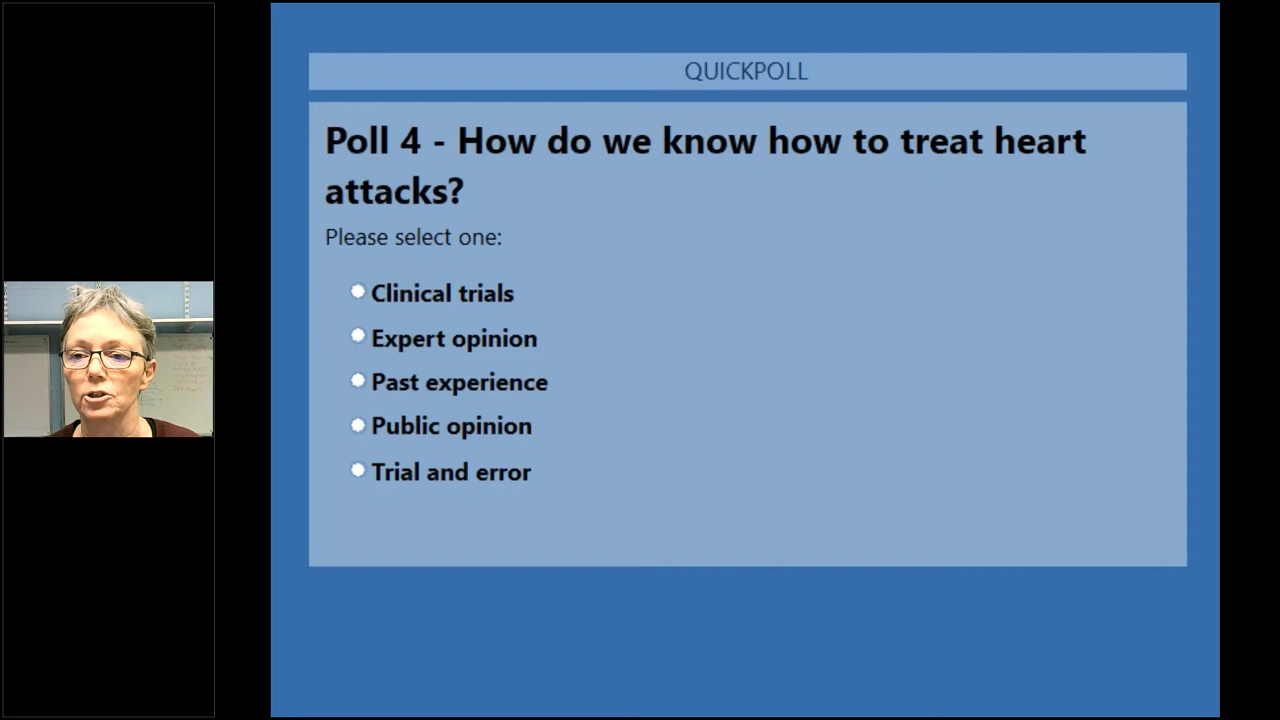 QUICKPOLL
Poll 4 - How do we know how to treat heart
attacks?
Please select one:
Clinical trials
Expert opinion
Past experience
Public opinion
Trial and error